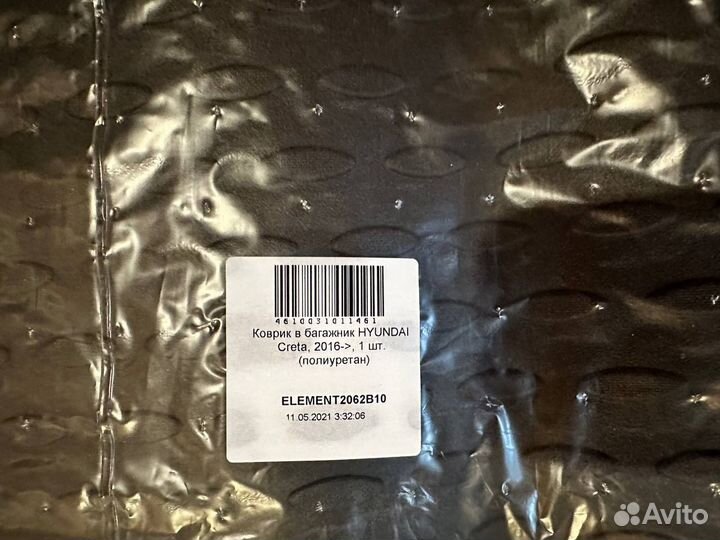 4610031011461
Коврик в багажник HYUNDAI
Creta, 2016->, 1 шт.
(полиуретан)
ELEMENT2062B10
11.05.2021 3:32:06
Avito